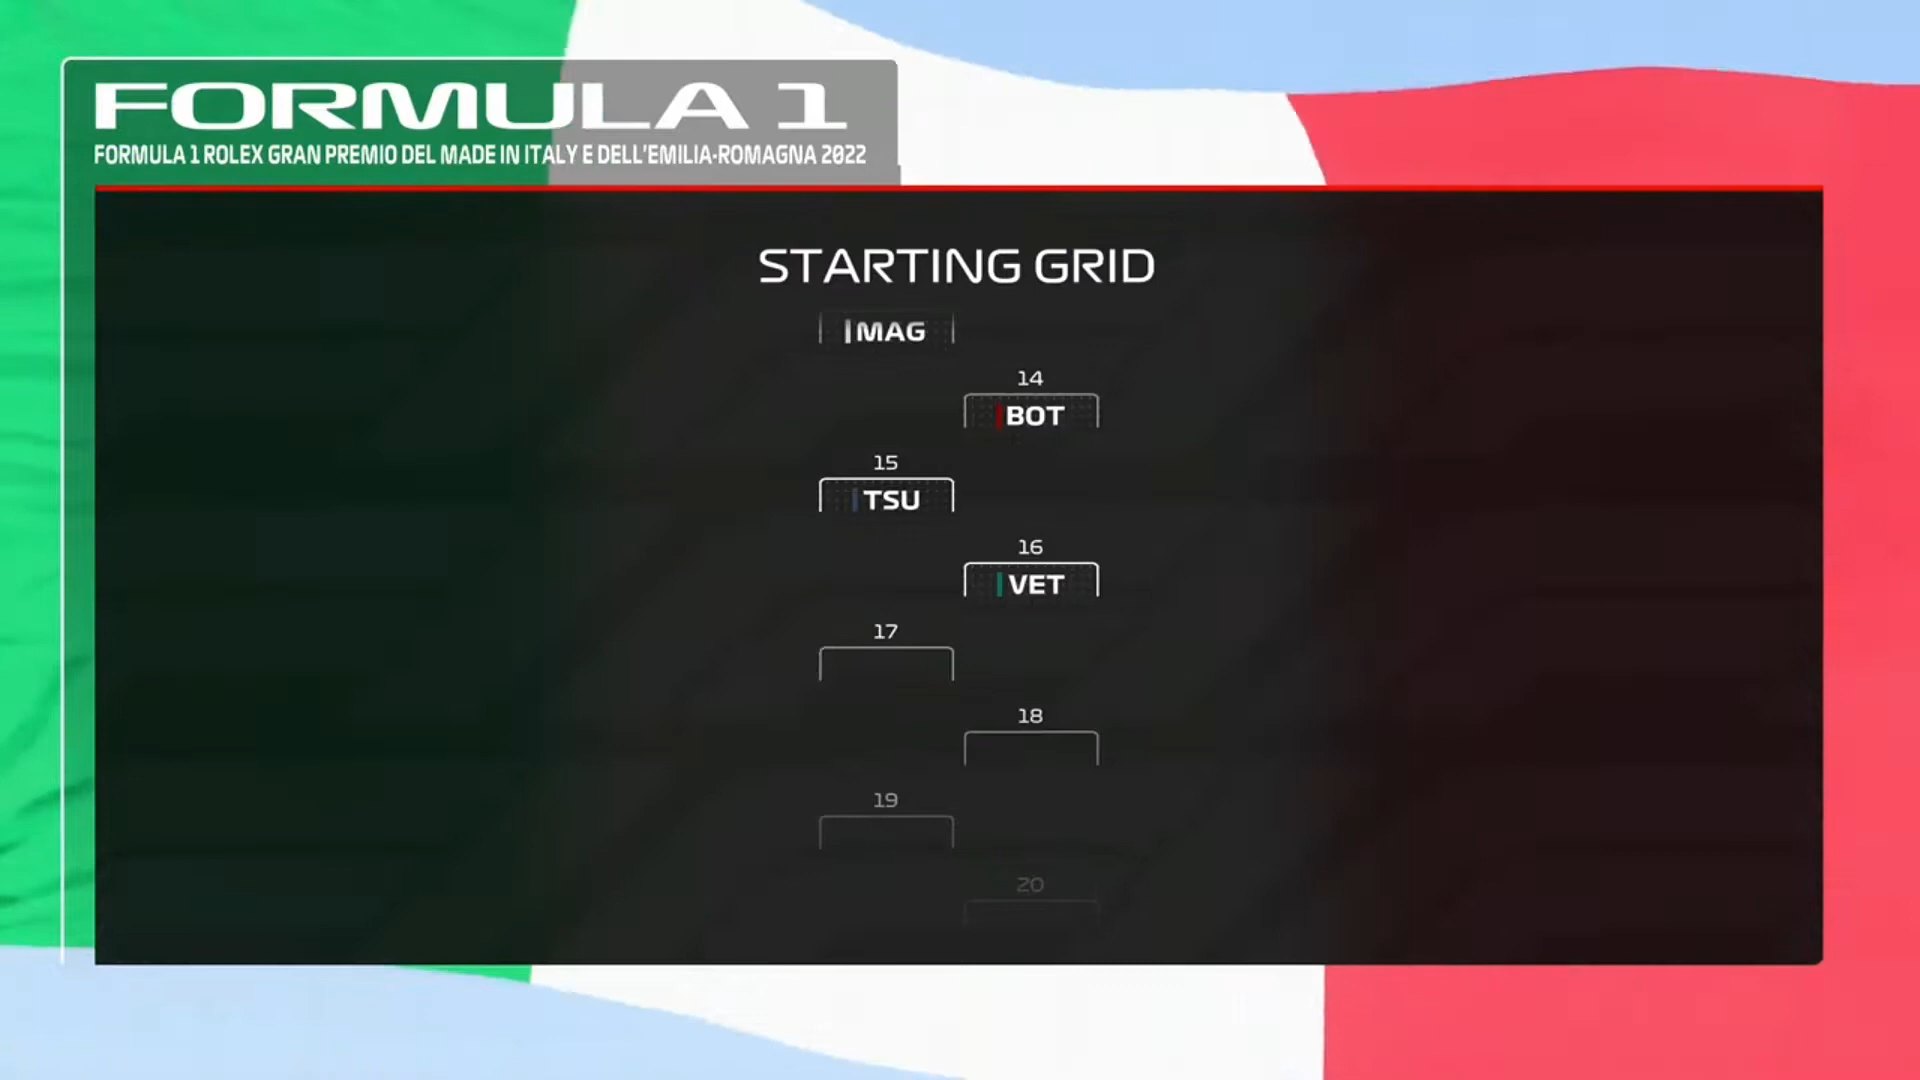 FORMULA 1
FORMULA 1 ROLEX GRAN PREMIO DEL MADE IN ITALY E DELL'EMILIA-ROMAGNA 2022
STARTING GRID
MAG
14
BOT
15
TSU
16
VET
17
18
19
20